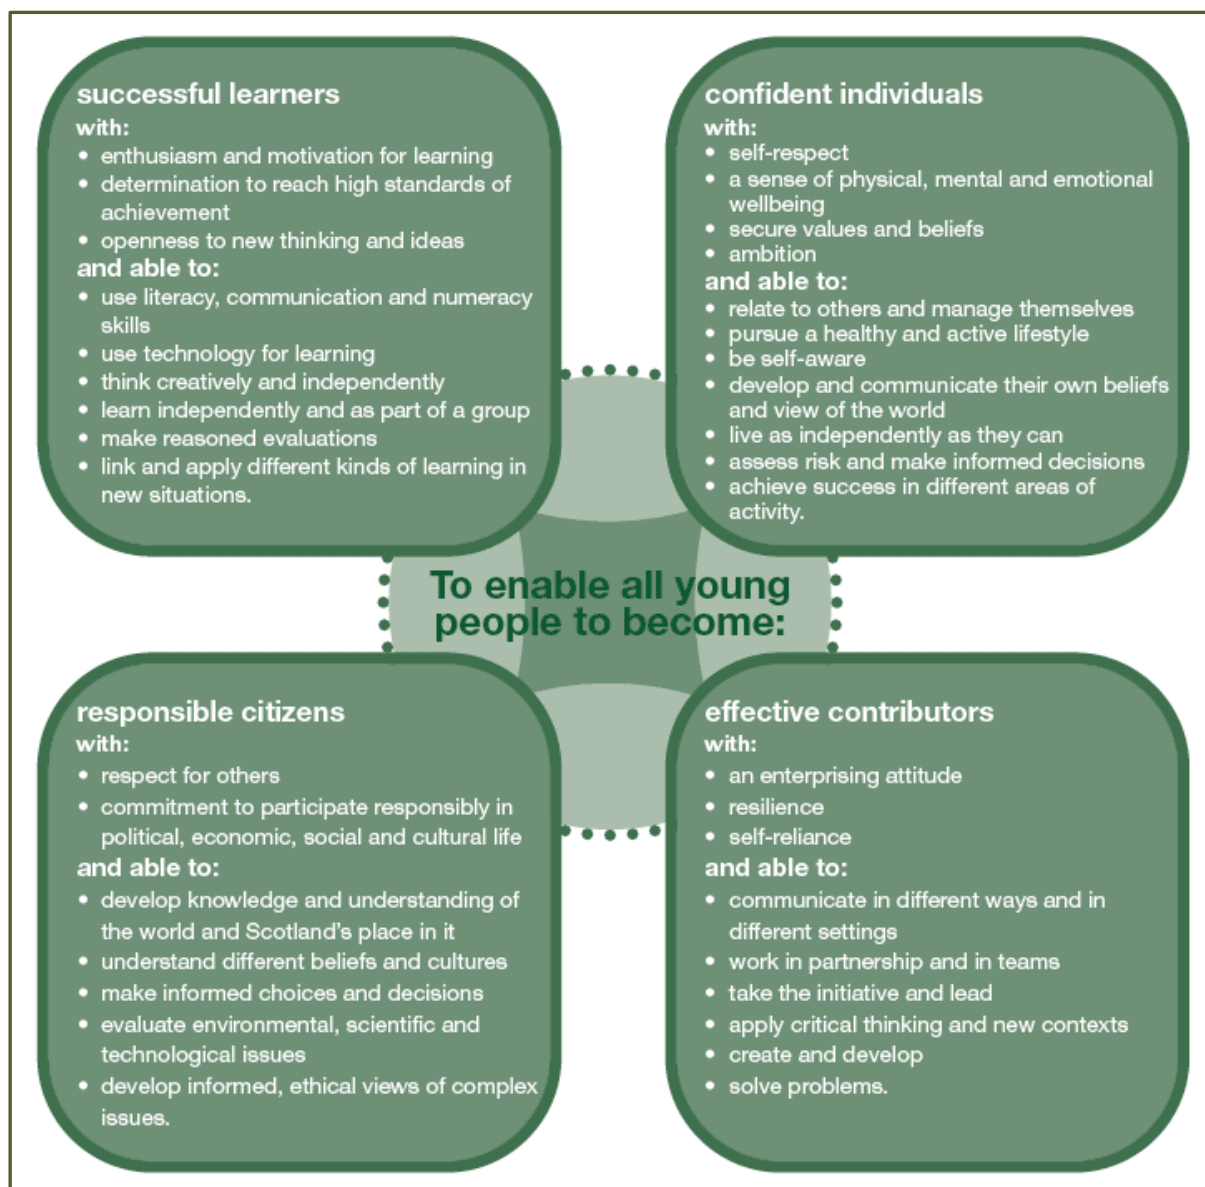 successful learners
with:
• enthusiasm and motivation for learning
• determination to reach high standards of
achievement
• openness to new thinking and ideas
and able to:
• use literacy, communication and numeracy
skills
• use technology for learning
• think creatively and independently
• learn independently and as part of a group
• make reasoned evaluations
• link and apply different kinds of learning in
new situations.
confident individuals
with:
• self-respect
• a sense of physical, mental and emotional
wellbeing
• secure values and beliefs
• ambition
and able to:
• relate to others and manage themselves
• pursue a healthy and active lifestyle
• be self-aware
• develop and communicate their own beliefs
and view of the world
• live as independently as they can
• assess risk and make informed decisions
• achieve success in different areas of
activity.
To enable all young
people to become:
responsible citizens
with:
• respect for others
• commitment to participate responsibly in
political, economic, social and cultural life
and able to:
• develop knowledge and understanding of
the world and Scotland's place in it
• understand different beliefs and cultures
• make informed choices and decisions
• evaluate environmental, scientific and
technological issues
• develop informed, ethical views of complex
issues.
effective contributors
with:
• an enterprising attitude
• resilience
• self-reliance
and able to:
• communicate in different ways and in
different settings
• work in partnership and in teams
• take the initiative and lead
• apply critical thinking and new contexts
• create and develop
• solve problems.